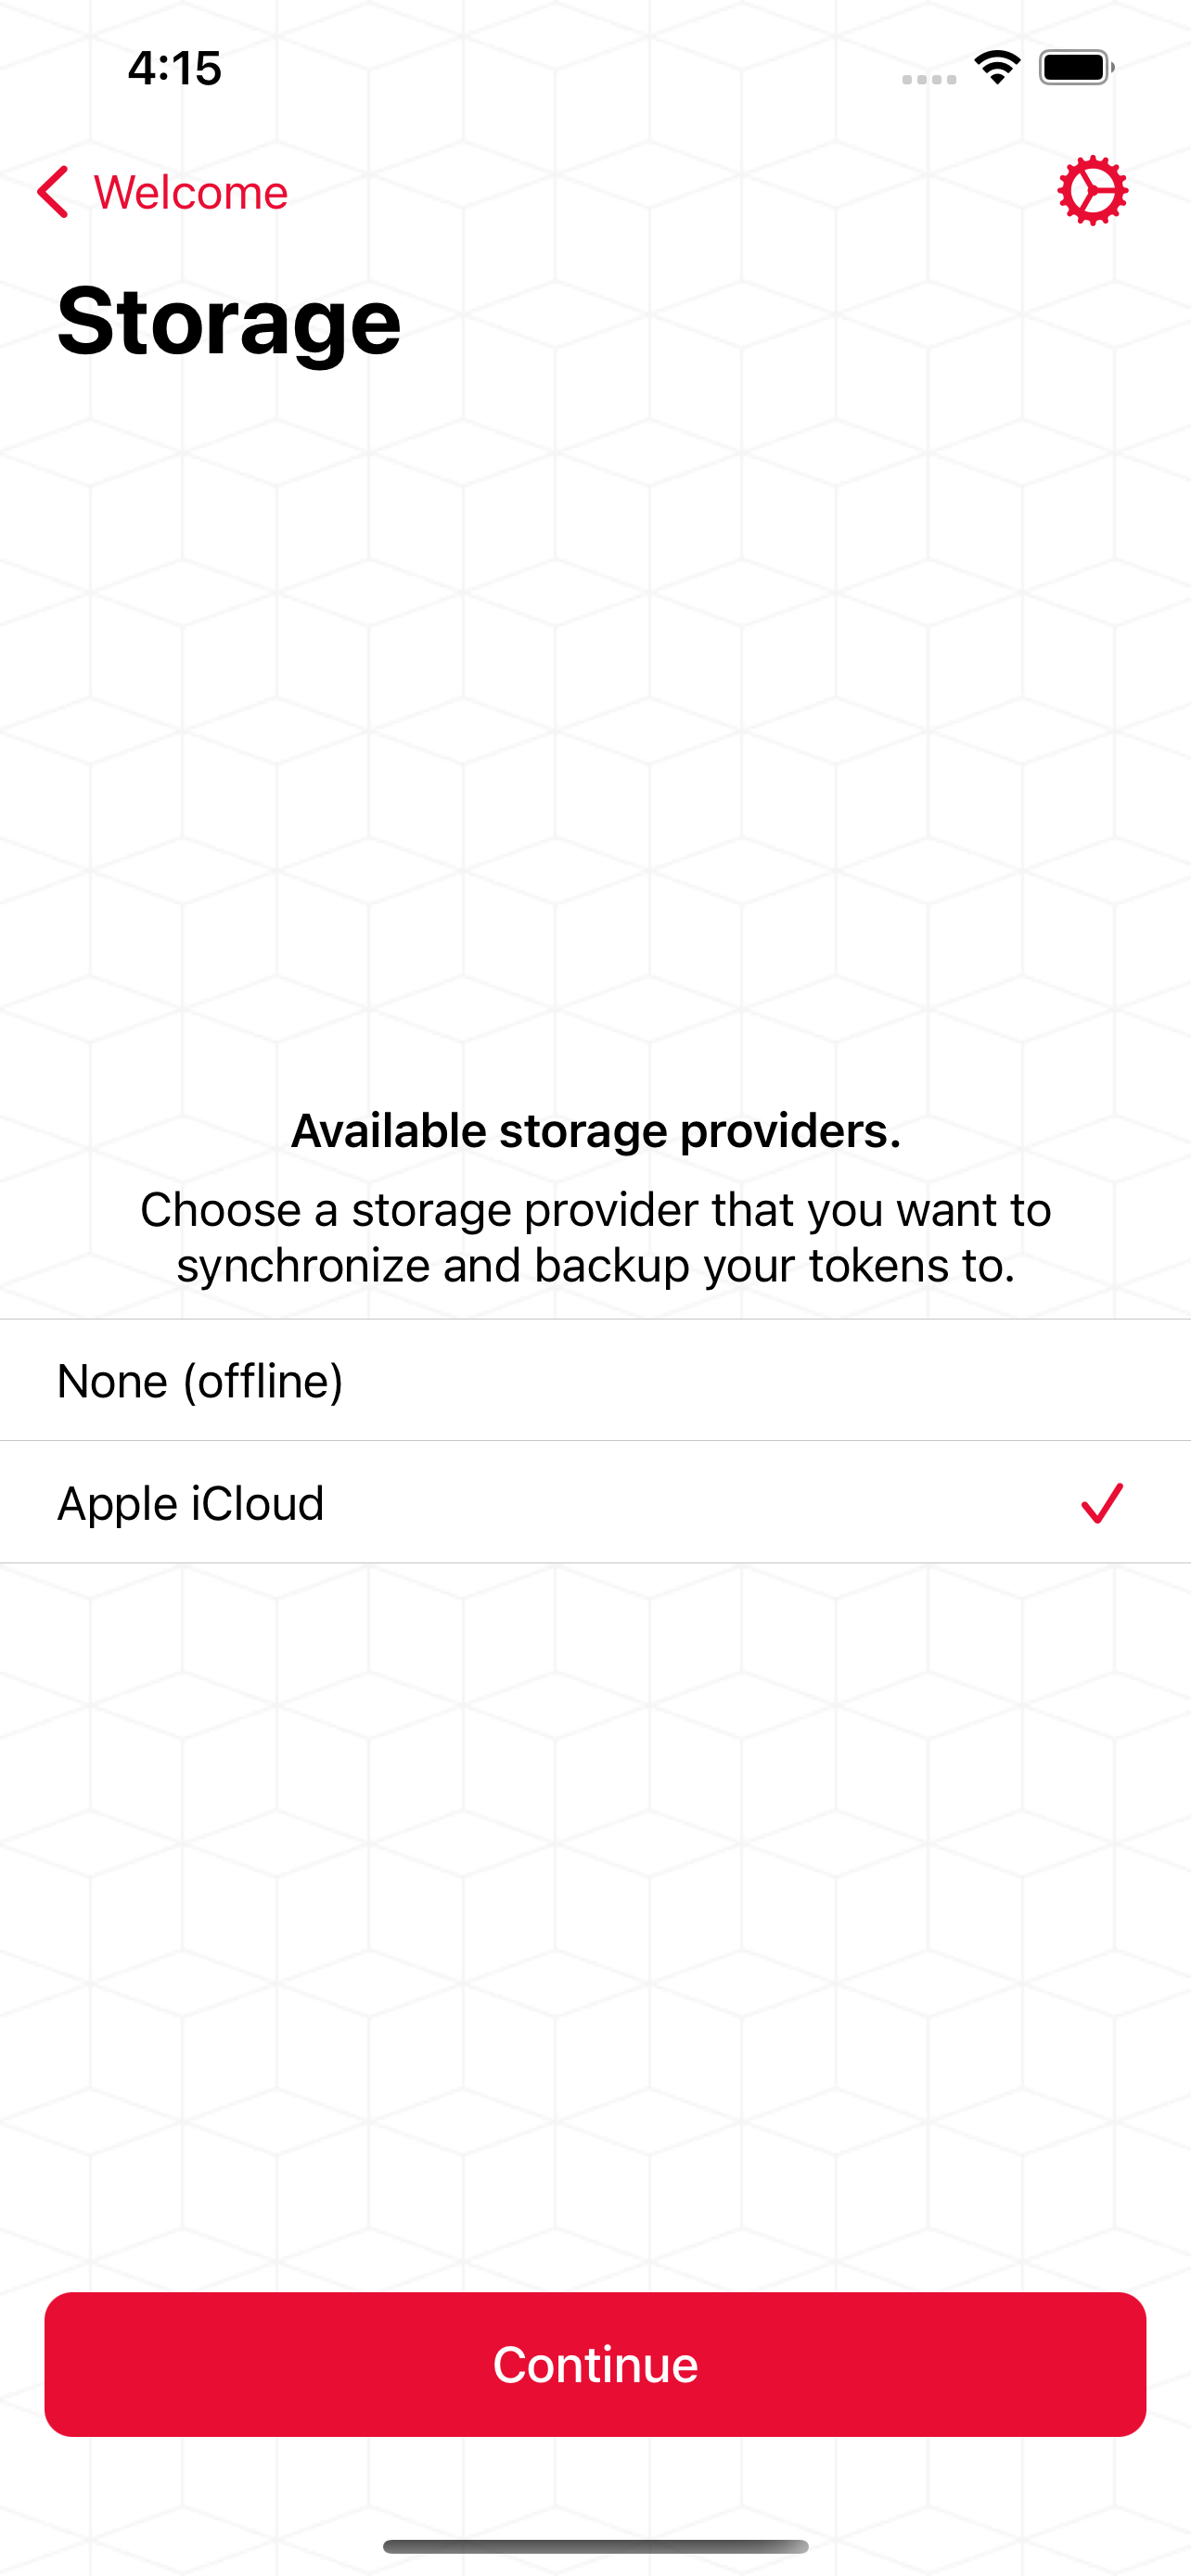 4:15
Welcome
Storage
Available storage providers.
Choose a storage provider that you want to
synchronize and backup your tokens to.
None (offline)
Apple iCloud
Continue